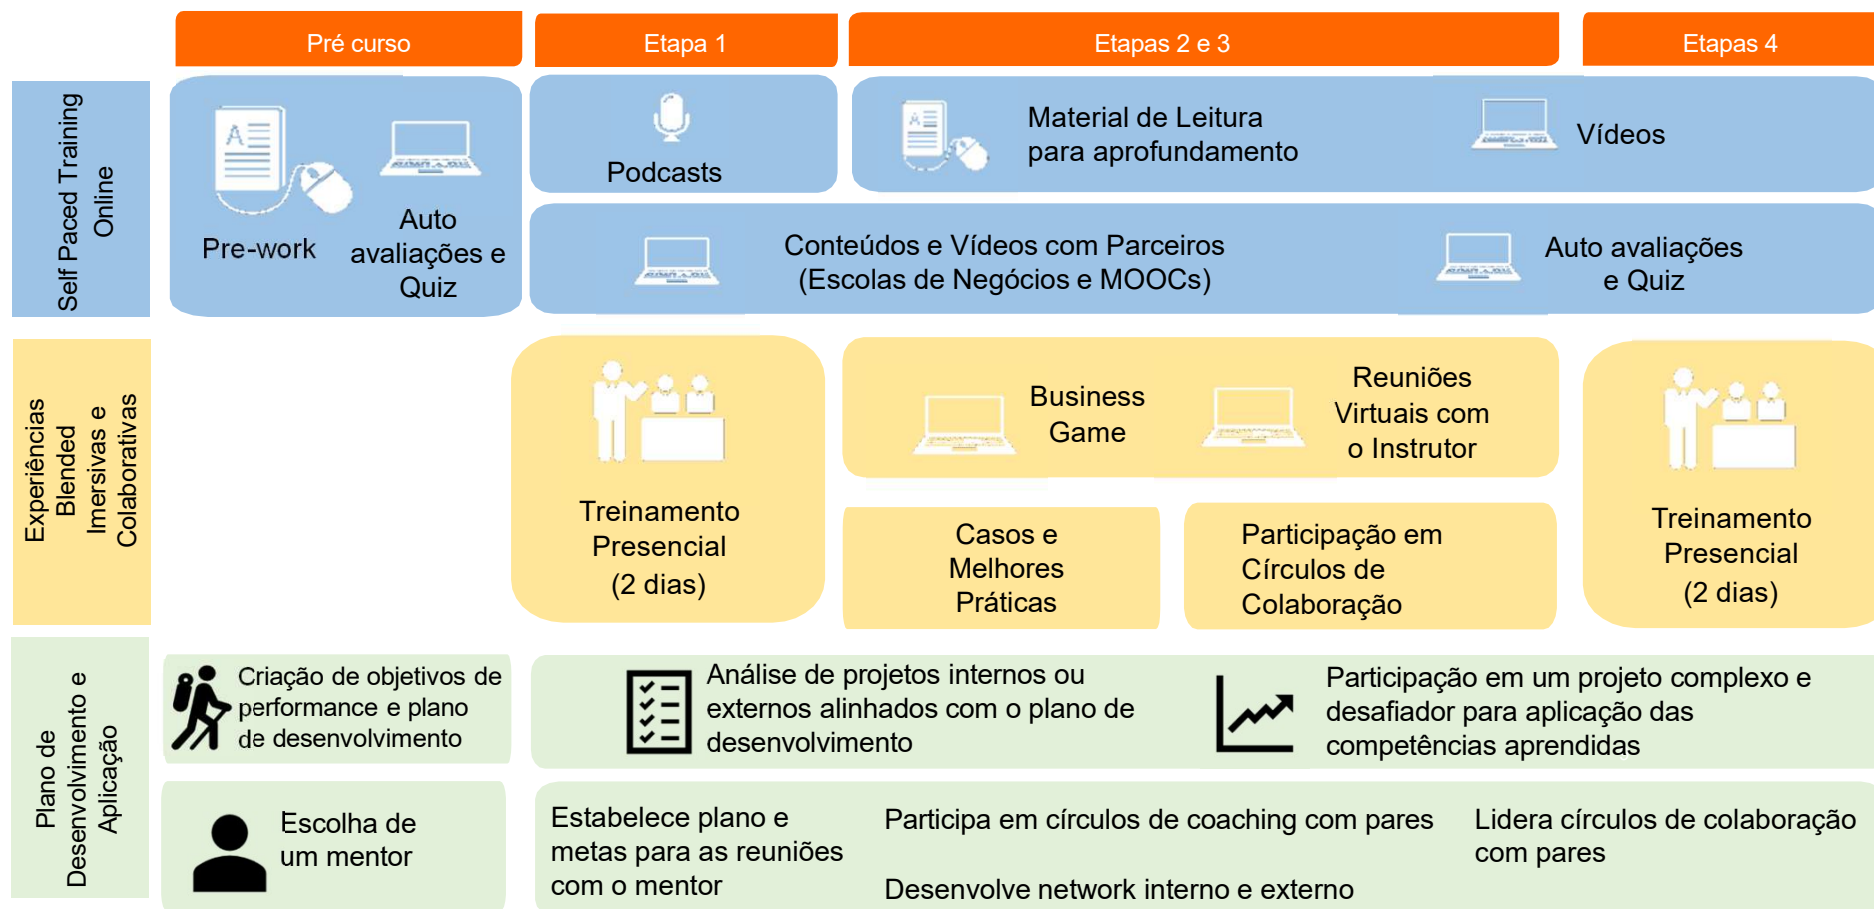 Pré curso
Etapa 1
Etapas 2 e 3
Etapas 4
Self Paced Training
Online
Pre-work
Auto
avaliações e
Quiz
Podcasts
Material de Leitura
para aprofundamento
Vídeos
Conteúdos e Vídeos com Parceiros
(Escolas de Negócios e MOOCs)
Auto avaliações
e Quiz
Experiências
Blended
Imersivas e
Colaborativas
Treinamento
Presencial
(2 dias)
Business
Game
Reuniões
Virtuais com
o Instrutor
Casos e
Melhores
Práticas
Participação em
Círculos de
Colaboração
Treinamento
Presencial
(2 dias)
Plano de
Desenvolvimento e
Aplicação
Criação de objetivos de
performance e plano
de desenvolvimento
Análise de projetos internos ou
externos alinhados com o plano de
desenvolvimento
Participação em um projeto complexo e
desafiador para aplicação das
competências aprendidas
Escolha de
um mentor
Estabelece plano e
metas para as reuniões
com o mentor
Participa em círculos de coaching com pares
Desenvolve network interno e externo
Lidera círculos de colaboração
com pares